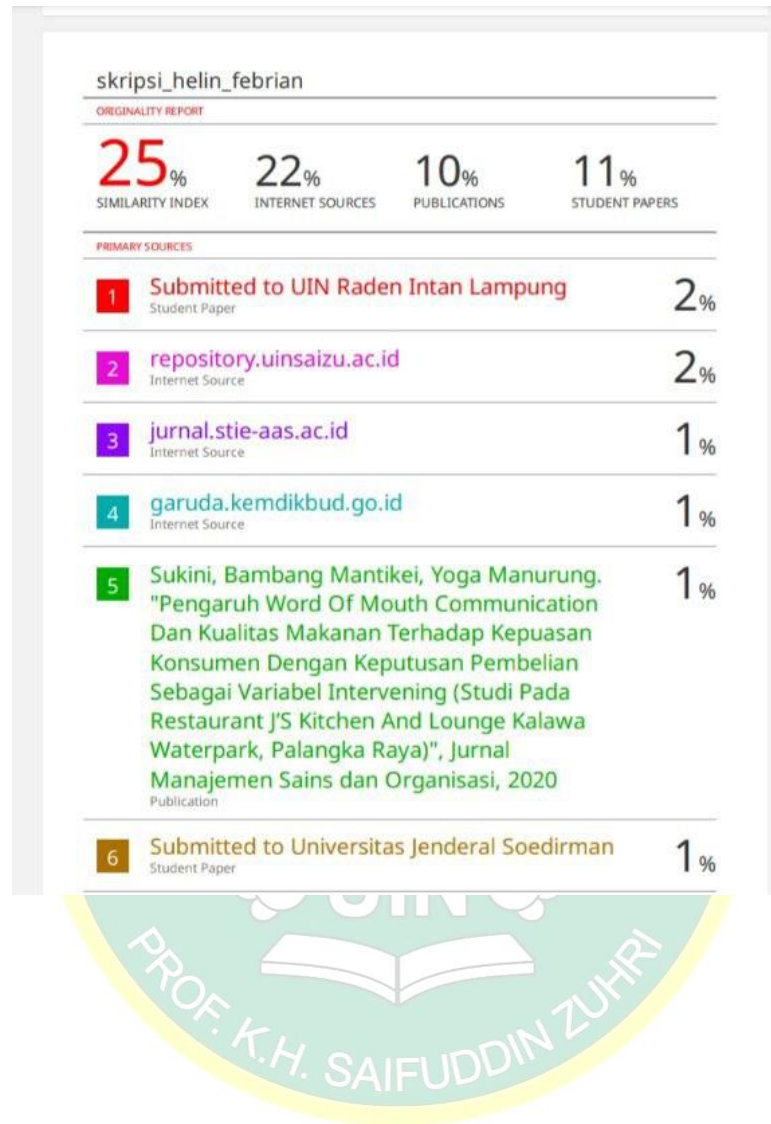 skripsi_helin_febrian
ORIGINALITY REPORT
25% 22% 10% 11%
SIMILARITY INDEX INTERNET SOURCES PUBLICATIONS STUDENT PAPERS
PRIMARY SOURCES
1 Submitted to UIN Raden Intan Lampung 2%
Student Paper
2 repository.uinsaizu.ac.id 2%
Internet Source
3 jurnal.stie-aas.ac.id 1%
Internet Source
4 garuda.kemdikbud.go.id 1%
Internet Source
5 Sukini, Bambang Mantikei, Yoga Manurung. 1%
"Pengaruh Word Of Mouth Communication
Dan Kualitas Makanan Terhadap Kepuasan
Konsumen Dengan Keputusan Pembelian
Sebagai Variabel Intervening (Studi Pada
Restaurant J'S Kitchen And Lounge Kalawa
Waterpark, Palangka Raya)", Jurnal
Manajemen Sains dan Organisasi, 2020
Publication
6 Submitted to Universitas Jenderal Soedirman 1%
Student Paper
UIN
PROF. K.H. SAIFUDDIN ZUHRI